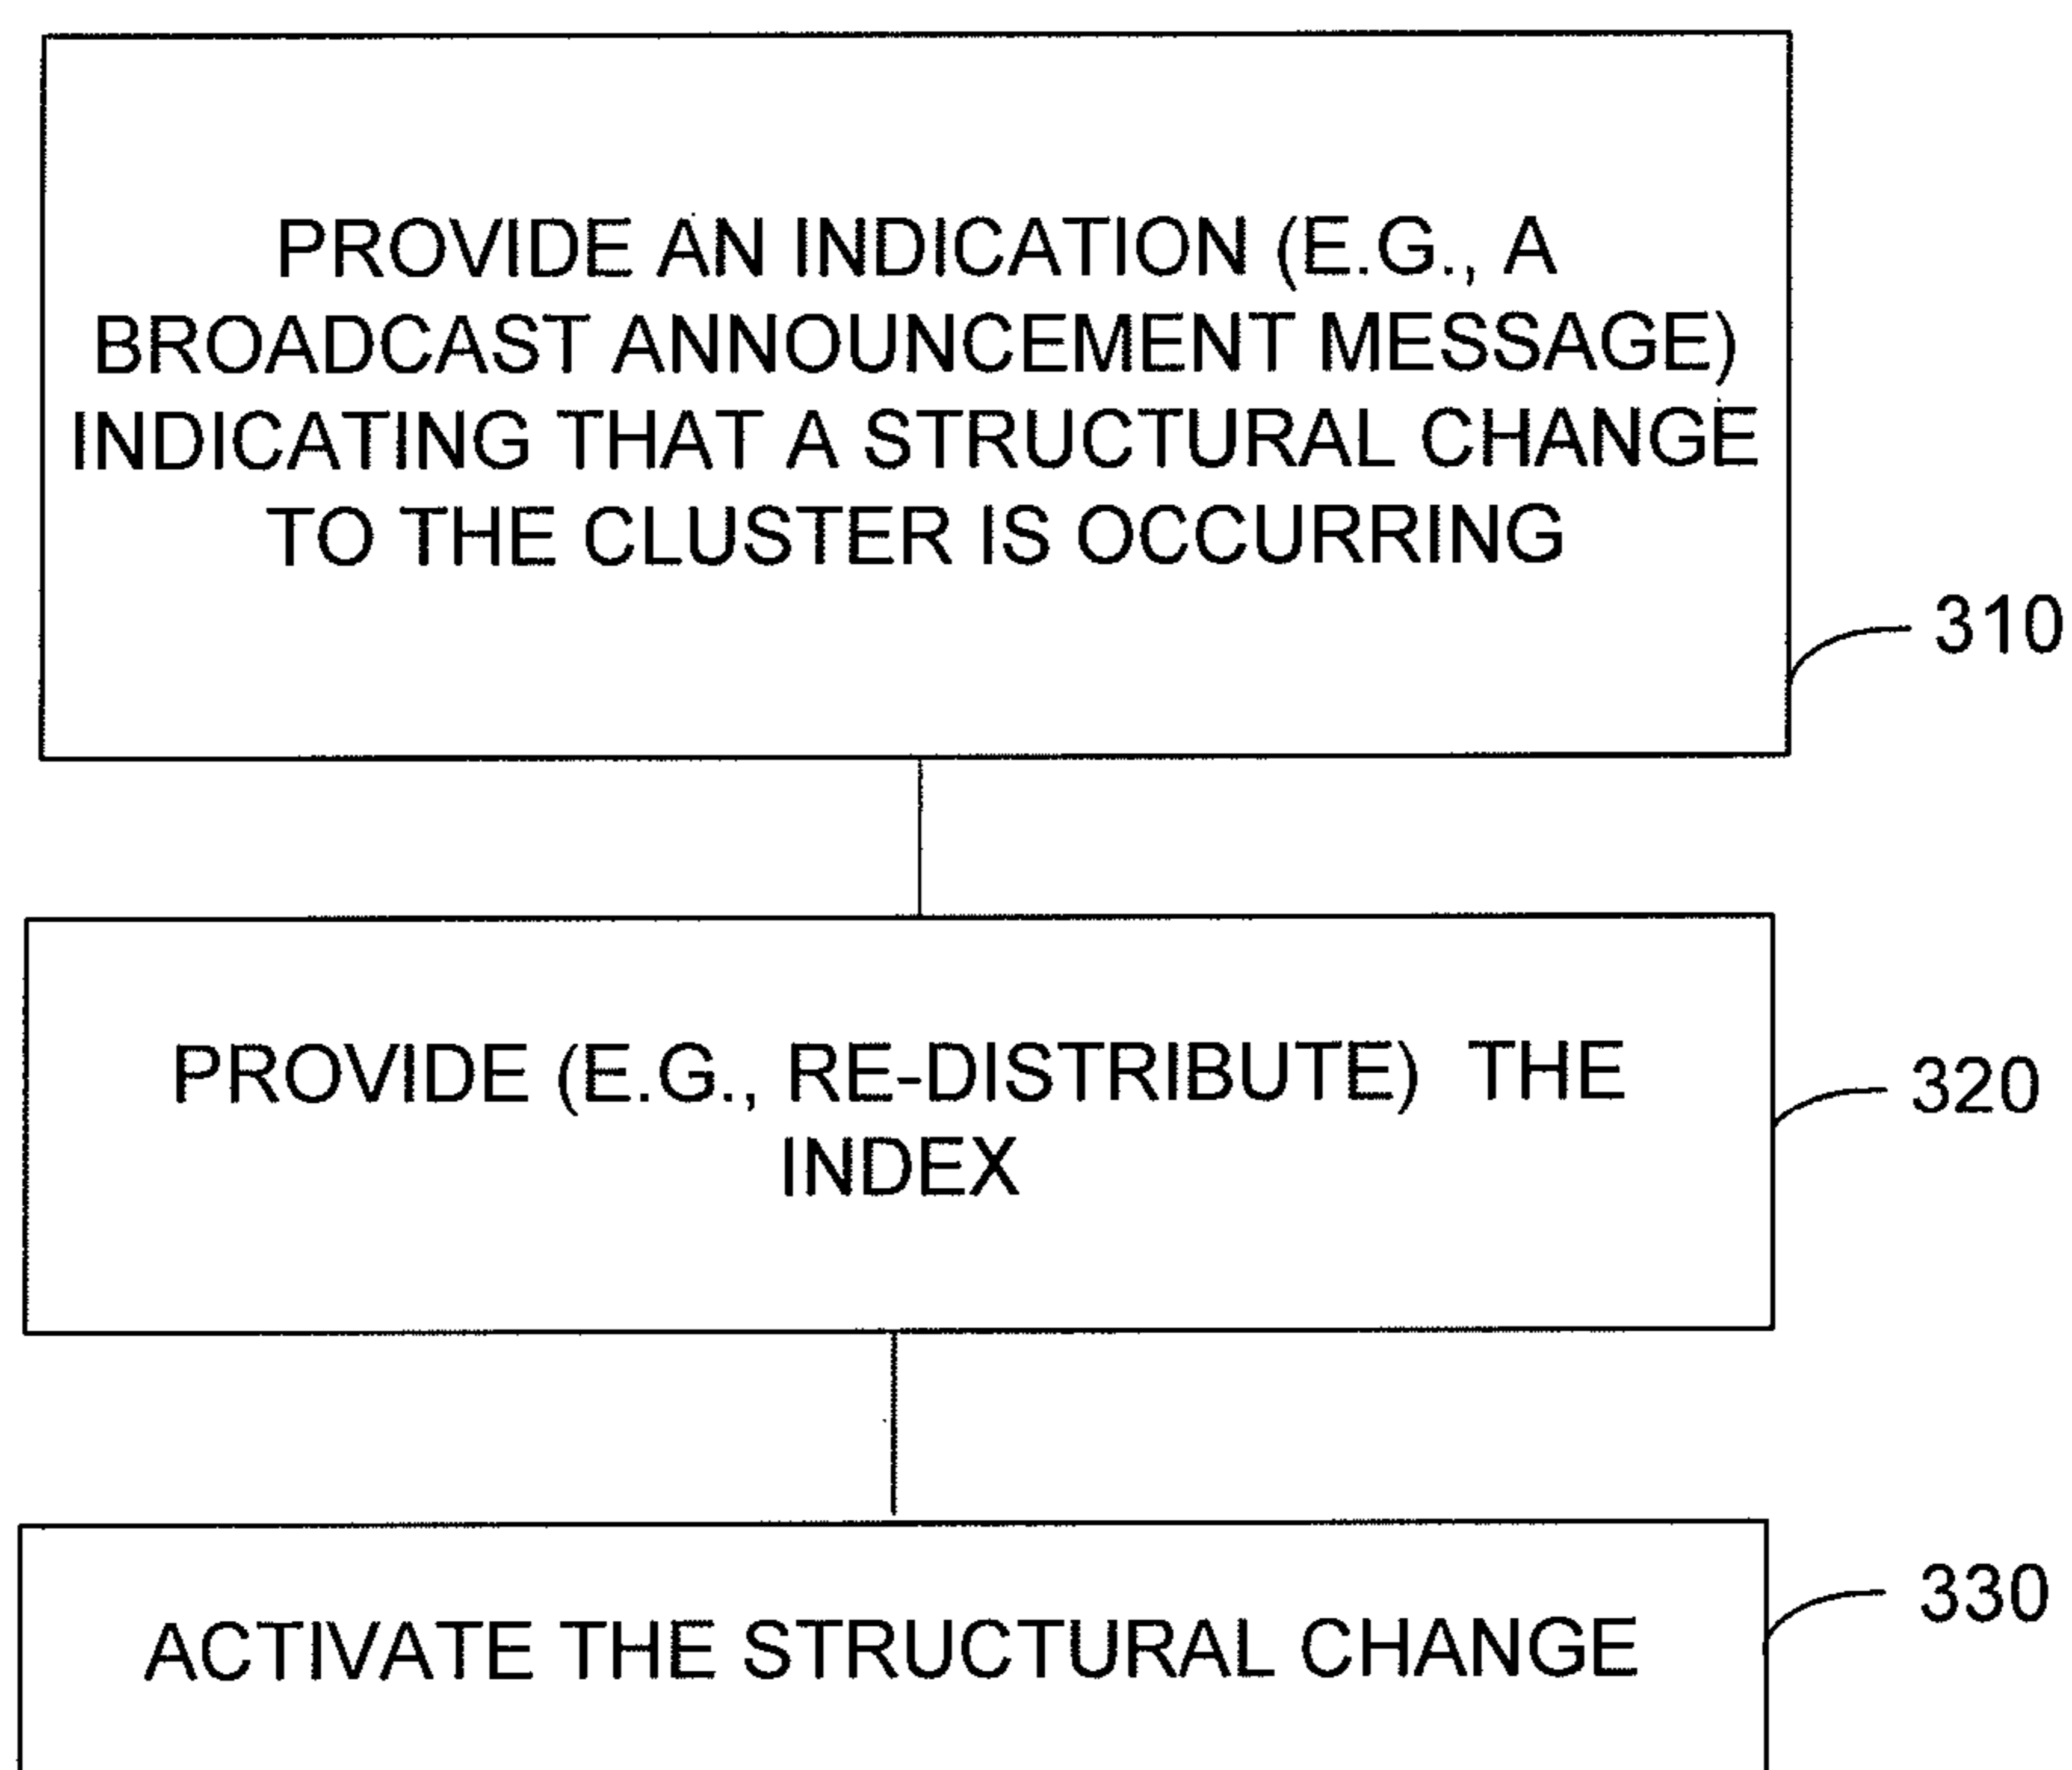 PROVIDE AN INDICATION (E.G., A
BROADCAST ANNOUNCEMENT MESSAGE)
INDICATING THAT A STRUCTURAL CHANGE
TO THE CLUSTER IS OCCURRING
310
PROVIDE (E.G., RE-DISTRIBUTE) THE
INDEX
320
ACTIVATE THE STRUCTURAL CHANGE
330